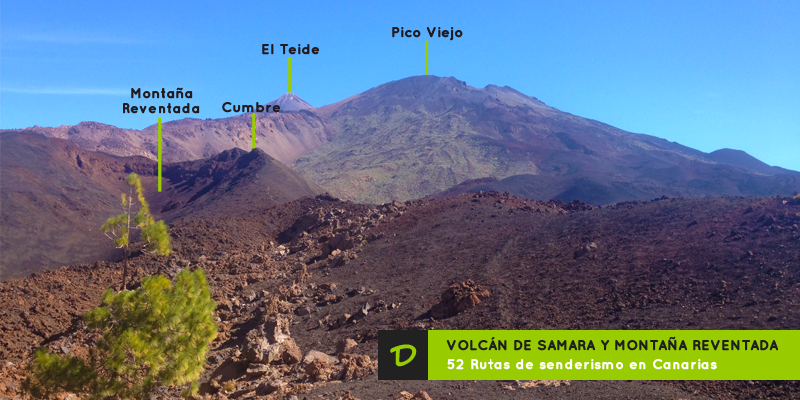 Pico Viejo
El Teide
Montaña
Reventada
Cumbre
D
VOLCÁN DE SAMARA Y MONTAÑA REVENTADA
52 Rutas de senderismo en Canarias